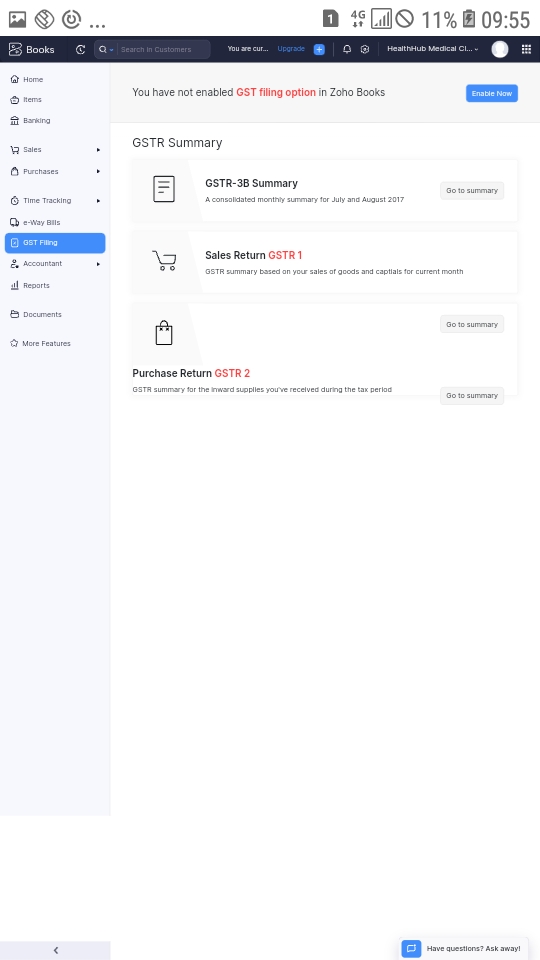 1 4G 11% 09:55
...
Books
Search in Customers
You are cur...
Upgrade
HealthHub Medical Cl...
Home
Items
Banking
Sales
Purchases
Time Tracking
e-Way Bills
GST Filing
Accountant
Reports
Documents
More Features
You have not enabled GST filing option in Zoho Books
Enable Now
GSTR Summary
GSTR-3B Summary
A consolidated monthly summary for July and August 2017
Go to summary
Sales Return GSTR 1
GSTR summary based on your sales of goods and captials for current month
Go to summary
Purchase Return GSTR 2
GSTR summary for the inward supplies you've received during the tax period
Go to summary
Have questions? Ask away!